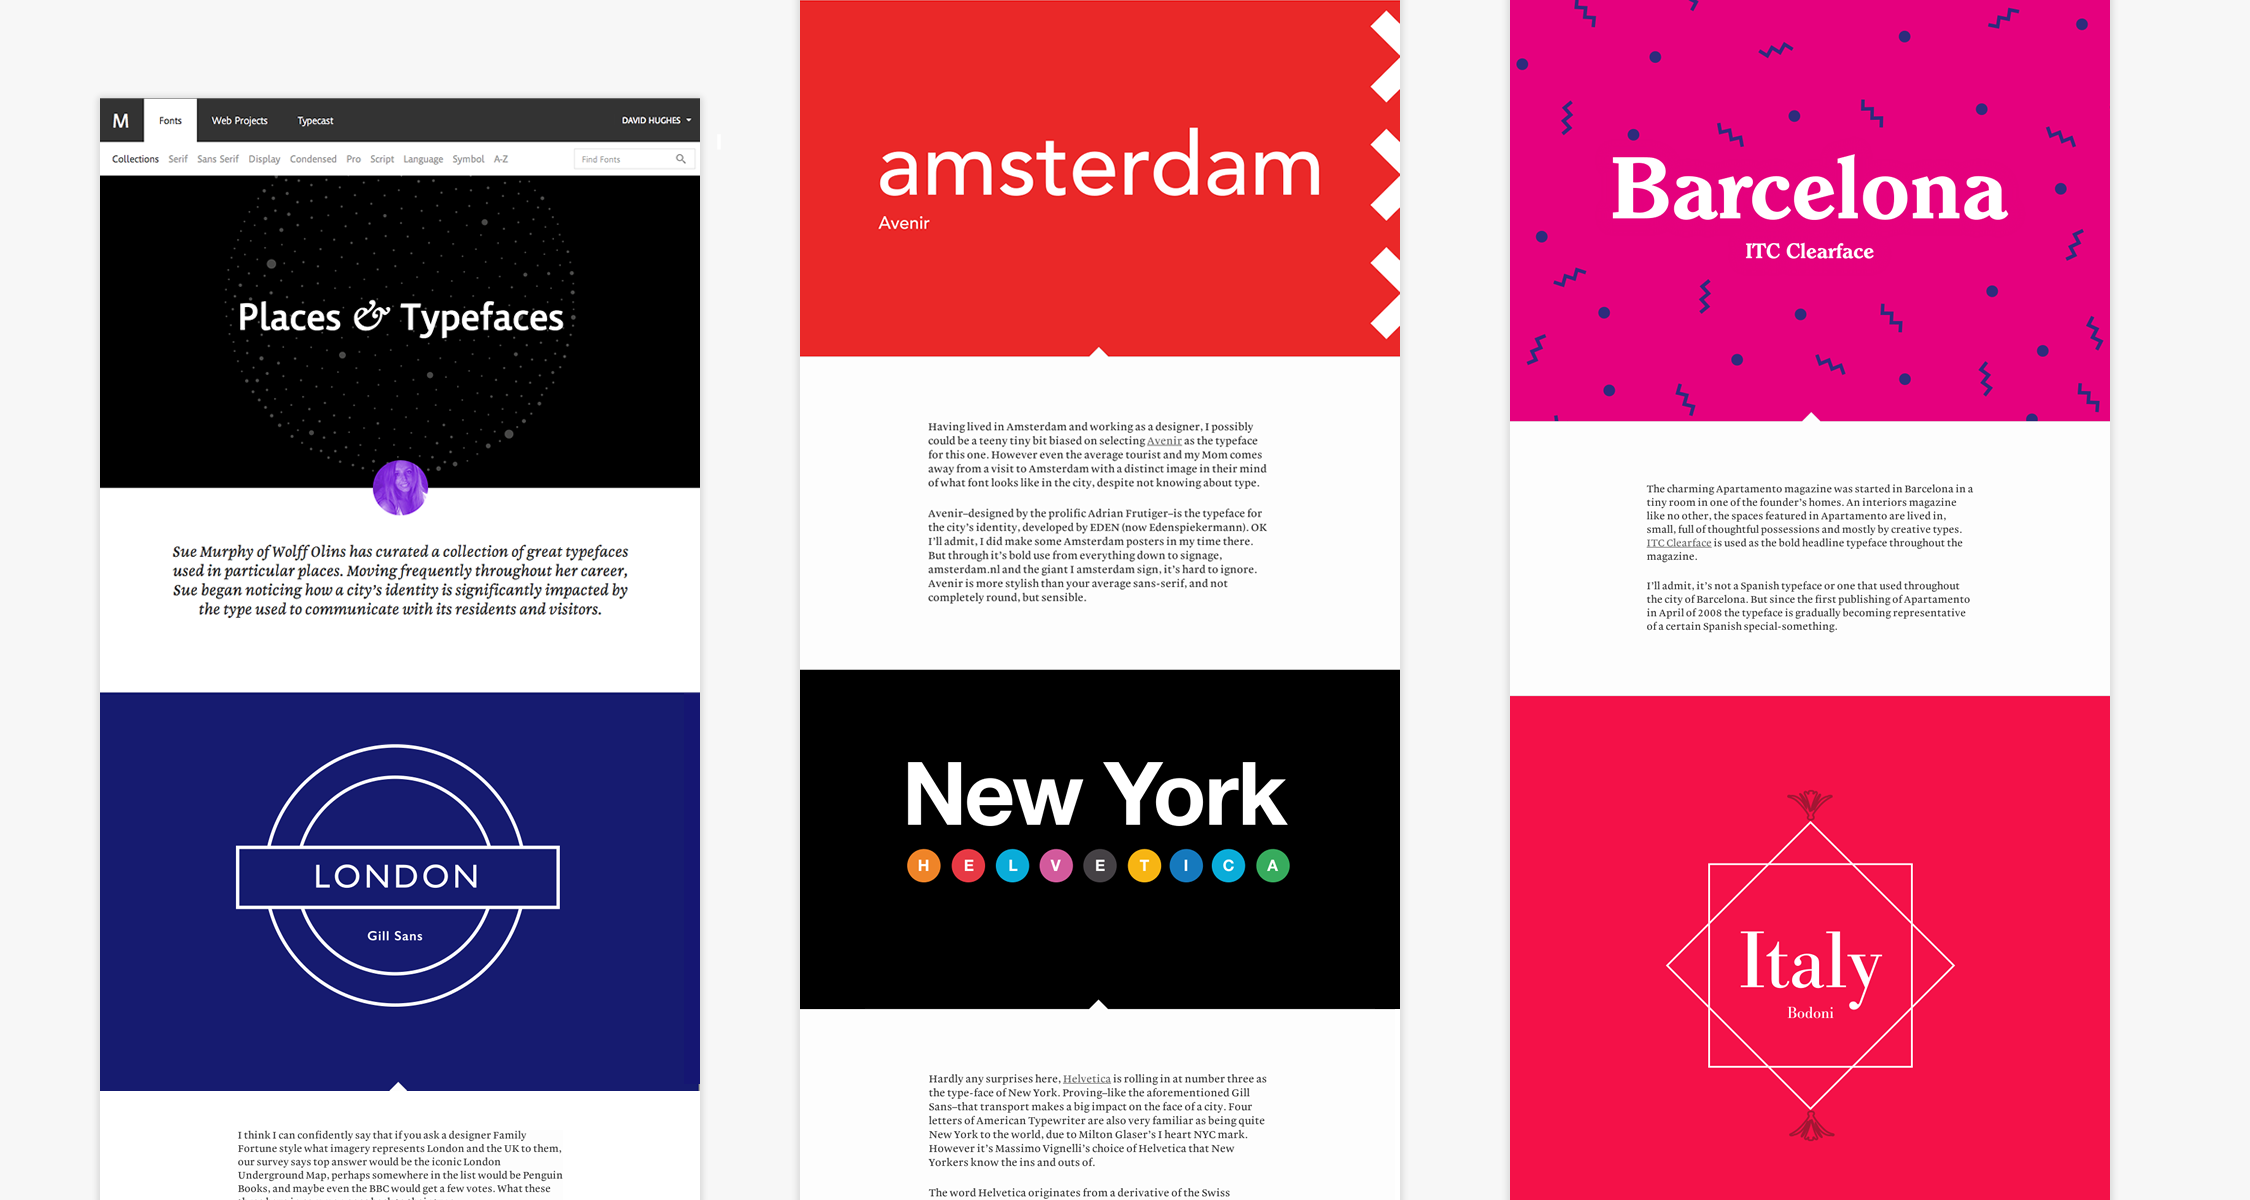 M
Fonts
Web Projects
Typecast
DAVID HUGHES
Collections Serif Sans Serif Display Condensed Pro Script Language Symbol A-Z
Find Fonts
Places & Typefaces
Sue Murphy of Wolff Olins has curated a collection of great typefaces
used in particular places. Moving frequently throughout her career,
Sue began noticing how a city's identity is significantly impacted by
the type used to communicate with its residents and visitors.
LONDON
Gill Sans
I think I can confidently say that if you ask a designer Family
Fortune style what imagery represents London and the UK to them,
our survey says top answer would be the iconic London
Underground Map, perhaps somewhere in the list would be Penguin
Books, and maybe even the BBC would get a few votes. What these
amsterdam
Avenir
Having lived in Amsterdam and working as a designer, I possibly
could be a teeny tiny bit biased on selecting Avenir as the typeface
for this one. However even the average tourist and my Mom comes
away from a visit to Amsterdam with a distinct image in their mind
of what font looks like in the city, despite not knowing about type.
Avenir–designed by the prolific Adrian Frutiger–is the typeface for
the city's identity, developed by EDEN (now Edenspiekermann). OK
I'll admit, I did make some Amsterdam posters in my time there.
But through it's bold use from everything down to signage,
amsterdam.nl and the giant I amsterdam sign, it's hard to ignore.
Avenir is more stylish than your average sans-serif, and not
completely round, but sensible.
New York
HELVETICA
Hardly any surprises here, Helvetica is rolling in at number three as
the type-face of New York. Proving–like the aforementioned Gill
Sans–that transport makes a big impact on the face of a city. Four
letters of American Typewriter are also very familiar as being quite
New York to the world, due to Milton Glaser's I heart NYC mark.
However it's Massimo Vignelli's choice of Helvetica that New
Yorkers know the ins and outs of.
The word Helvetica originates from a derivative of the Swiss
Barcelona
ITC Clearface
The charming Apartamento magazine was started in Barcelona in a
tiny room in one of the founder's homes. An interiors magazine
like no other, the spaces featured in Apartamento are lived in,
small, full of thoughtful possessions and mostly by creative types.
ITC Clearface is used as the bold headline typeface throughout the
magazine.
I'll admit, it's not a Spanish typeface or one that used throughout
the city of Barcelona. But since the first publishing of Apartamento
in April of 2008 the typeface is gradually becoming representative
of a certain Spanish special-something.
Italy
Bodoni